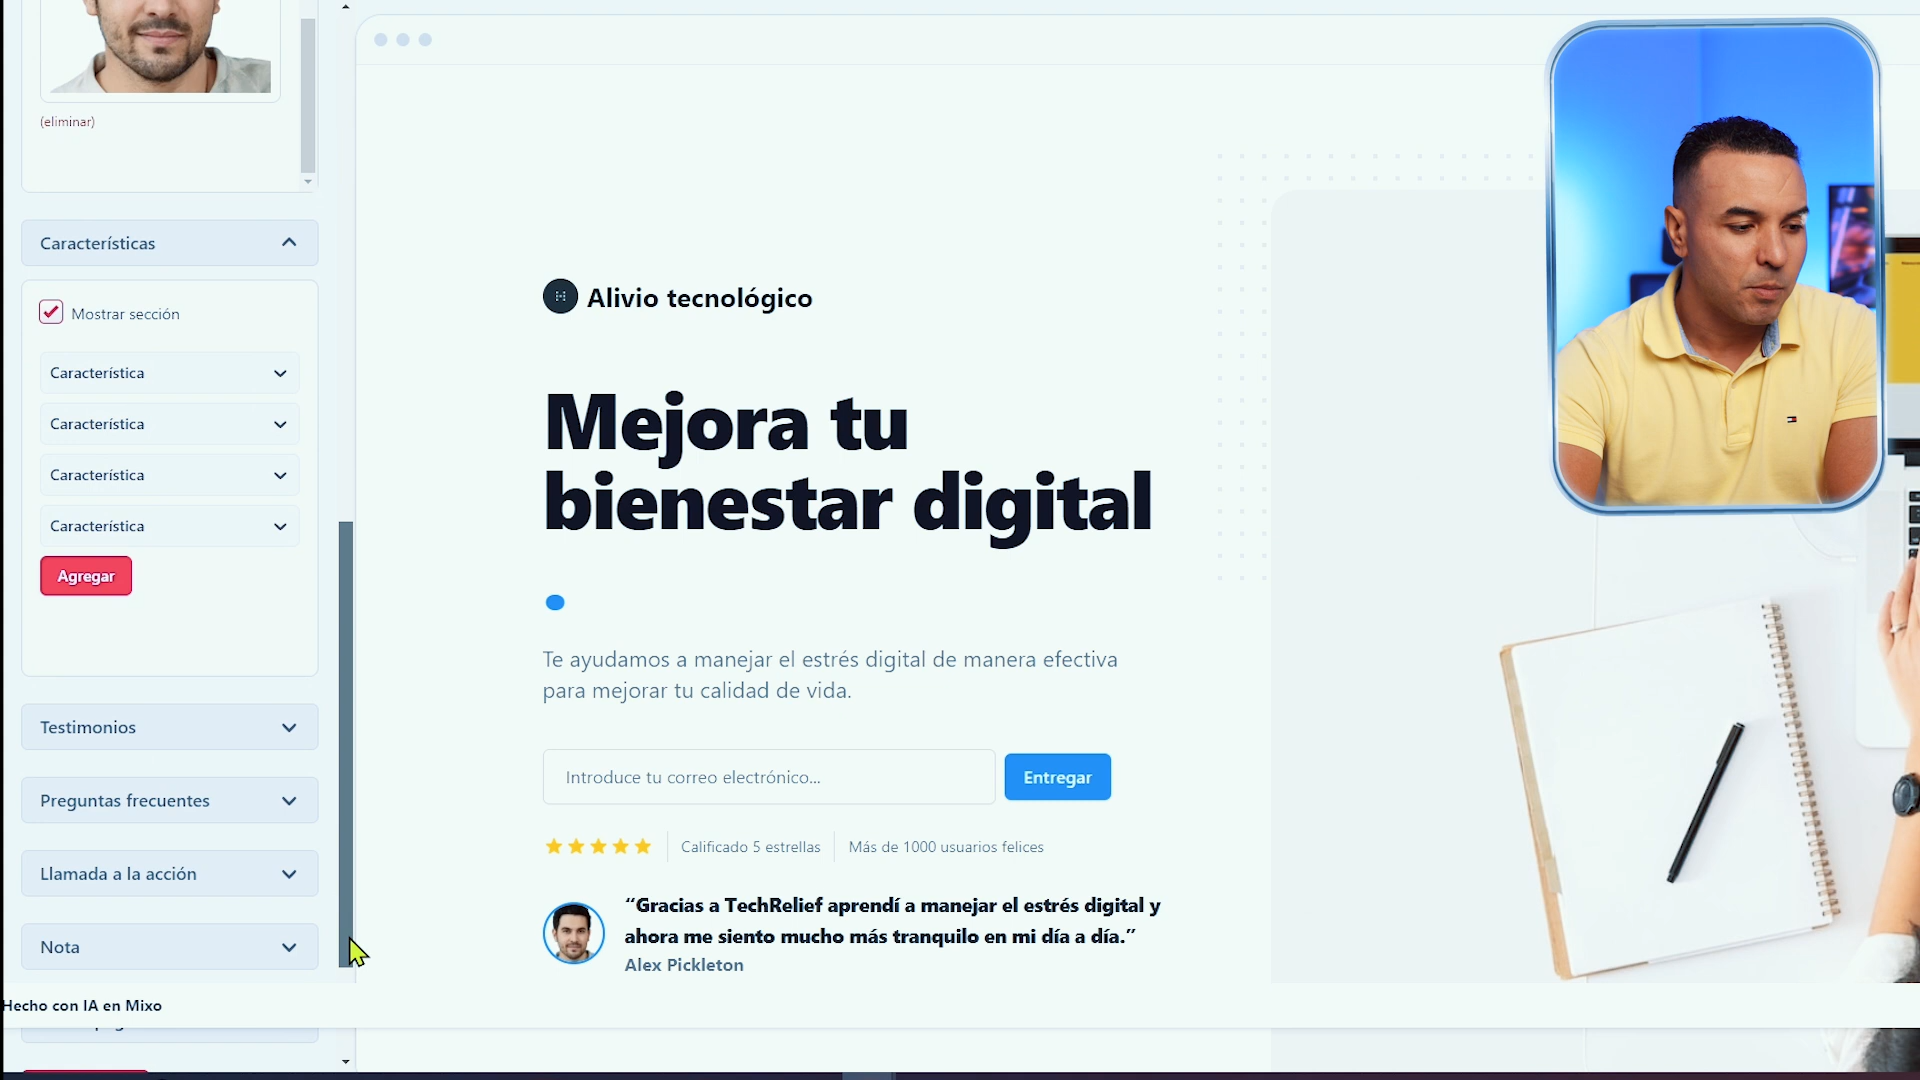 (eliminar)
Características
Mostrar sección
Característica
Característica
Característica
Característica
Agregar
Testimonios
Preguntas frecuentes
Llamada a la acción
Nota
Hecho con IA en Mixo
Alivio tecnológico
Mejora tu
bienestar digital
Te ayudamos a manejar el estrés digital de manera efectiva
para mejorar tu calidad de vida.
Introduce tu correo electrónico...
Entregar
Calificado 5 estrellas
Más de 1000 usuarios felices
“Gracias a TechRelief aprendí a manejar el estrés digital y
ahora me siento mucho más tranquilo en mi día a día.”
Alex Pickleton